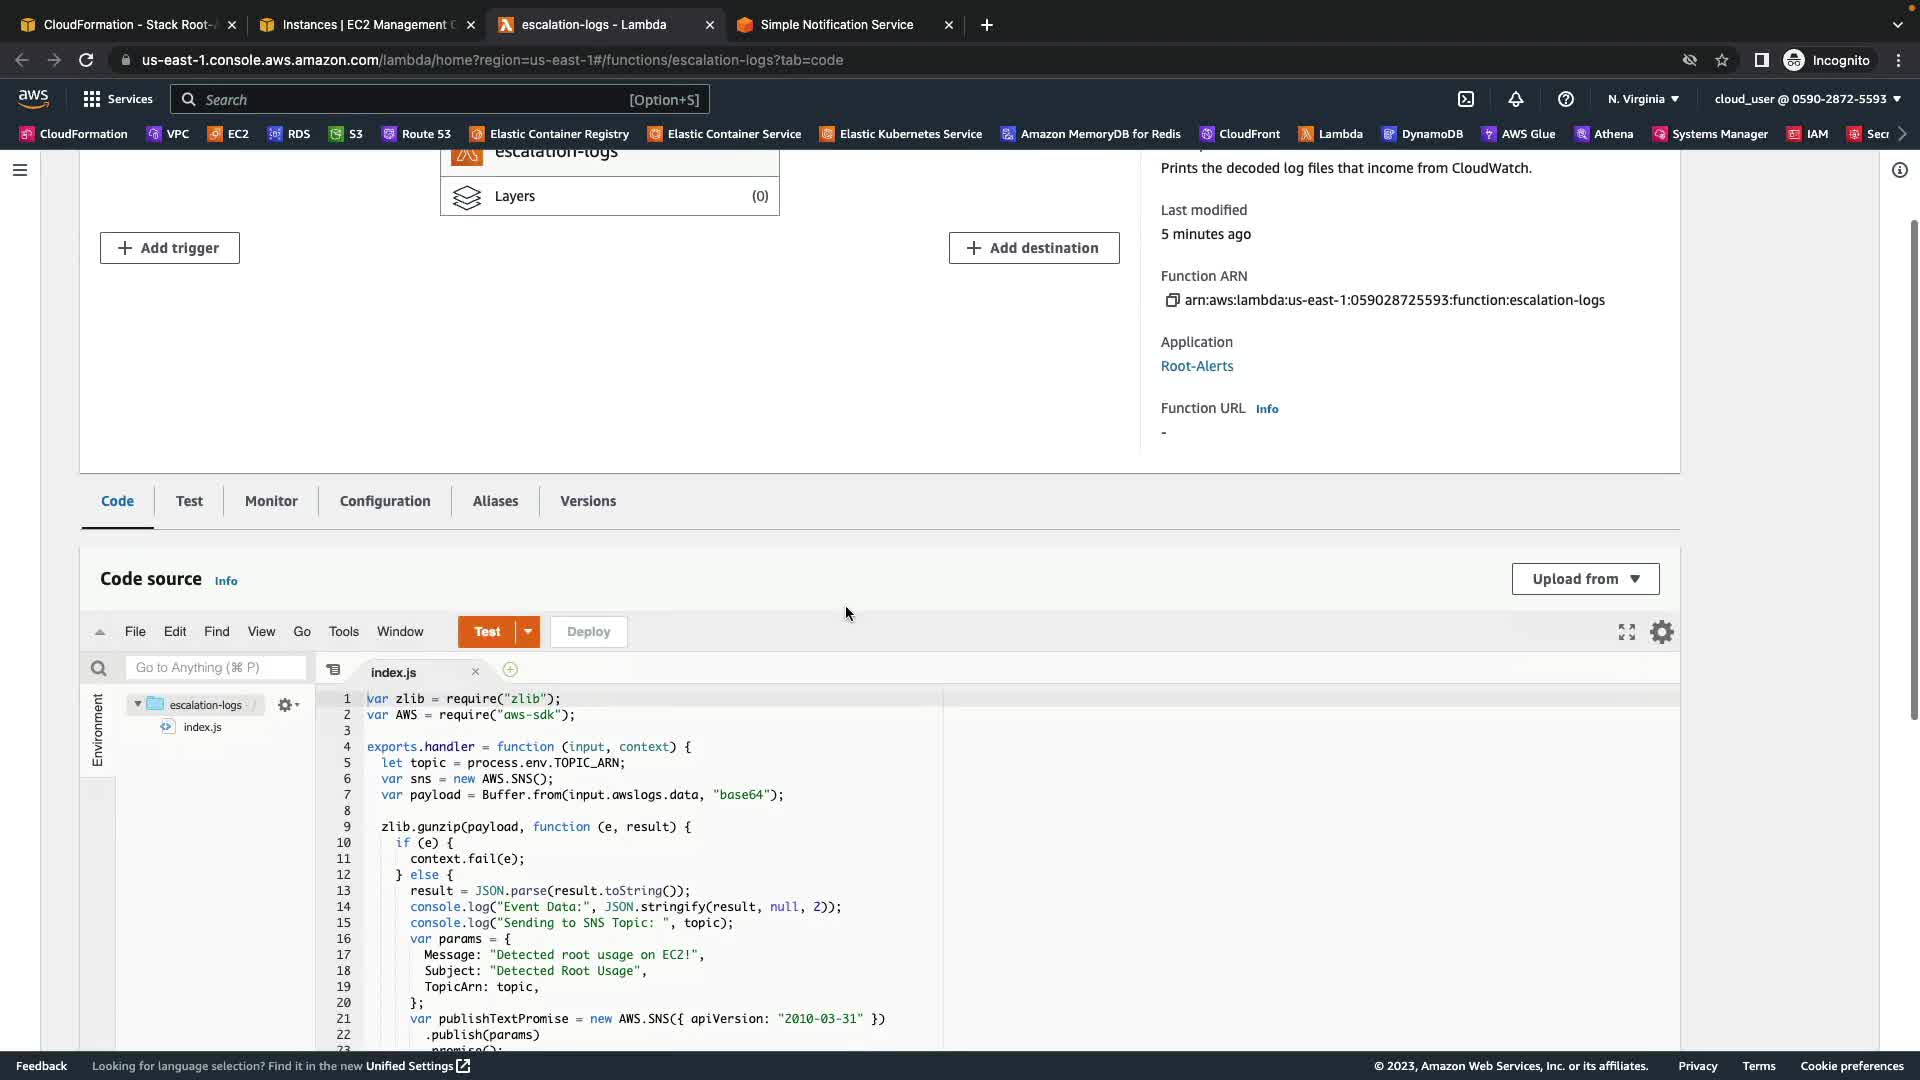 CloudFormation - Stack Root-
Instances | EC2 Management
escalation-logs - Lambda
Simple Notification Service
us-east-1.console.aws.amazon.com/lambda/home?region=us-east-1#/functions/escalation-logs?tab=code
Incognito
aws
Services
Search
[Option+S]
N. Virginia
cloud_user @ 0590-2872-5593
CloudFormation
VPC
EC2
RDS
S3
Route 53
Elastic Container Registry
Elastic Container Service
Elastic Kubernetes Service
Amazon MemoryDB for Redis
CloudFront
Lambda
DynamoDB
AWS Glue
Athena
Systems Manager
IAM
Secr
escalation-logs
Layers
(0)
Add trigger
Add destination
Prints the decoded log files that income from CloudWatch.
Last modified
5 minutes ago
Function ARN
arn:aws:lambda:us-east-1:059028725593:function:escalation-logs
Application
Root-Alerts
Function URL Info
-
Code
Test
Monitor
Configuration
Aliases
Versions
Code source Info
Upload from
File
Edit
Find
View
Go
Tools
Window
Test
Deploy
Go to Anything (⌘ P)
index.js
Environment
escalation-logs /
index.js
1 var zlib = require("zlib");
2 var AWS = require("aws-sdk");
3
4 exports.handler = function (input, context) {
5 let topic = process.env.TOPIC_ARN;
6 var sns = new AWS.SNS();
7 var payload = Buffer.from(input.awslogs.data, "base64");
8
9 zlib.gunzip(payload, function (e, result) {
10 if (e) {
11 context.fail(e);
12 } else {
13 result = JSON.parse(result.toString());
14 console.log("Event Data:", JSON.stringify(result, null, 2));
15 console.log("Sending to SNS Topic: ", topic);
16 var params = {
17 Message: "Detected root usage on EC2!",
18 Subject: "Detected Root Usage",
19 TopicArn: topic,
20 };
21 var publishTextPromise = new AWS.SNS({ apiVersion: "2010-03-31" })
22 .publish(params)
23 .promise();
Feedback
Looking for language selection? Find it in the new Unified Settings
© 2023, Amazon Web Services, Inc. or its affiliates.
Privacy
Terms
Cookie preferences